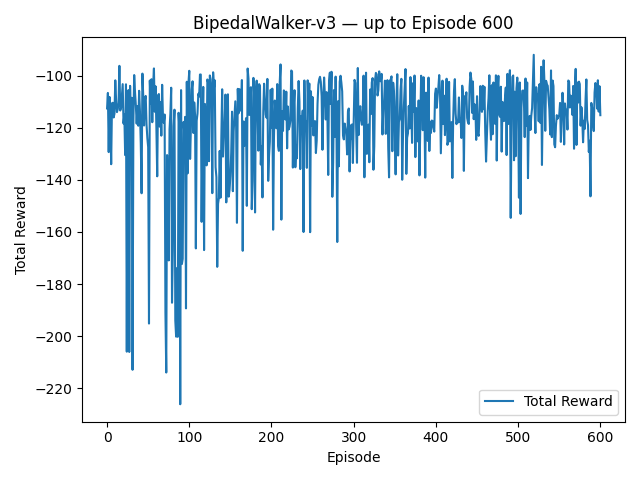 BipedalWalker-v3 — up to Episode 600
Total Reward
−100
−120
−140
−160
−180
−200
−220
0 100 200 300 400 500 600
Episode
Total Reward